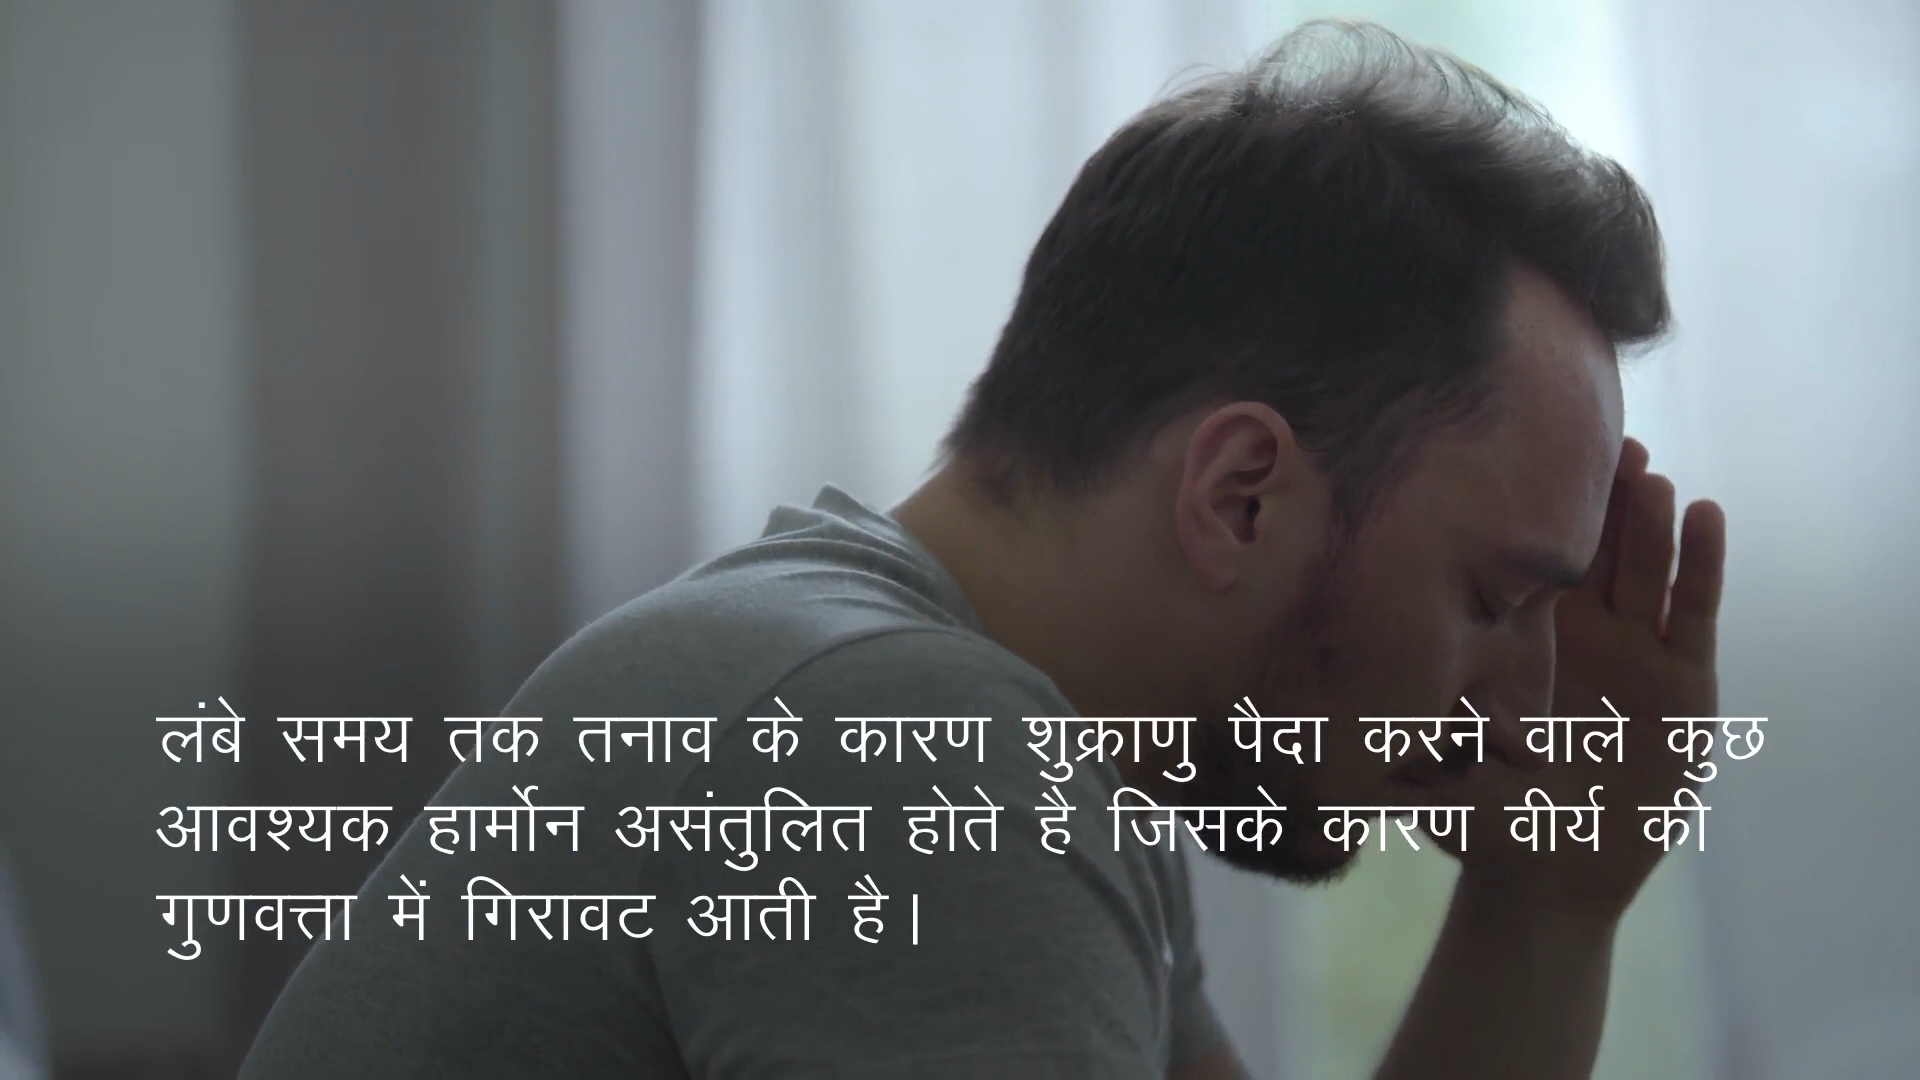 लंबे समय तक तनाव के कारण शुक्राणु पैदा करने वाले कुछ
आवश्यक हार्मोन असंतुलित होते है जिसके कारण वीर्य की
गुणवत्ता में गिरावट आती है।